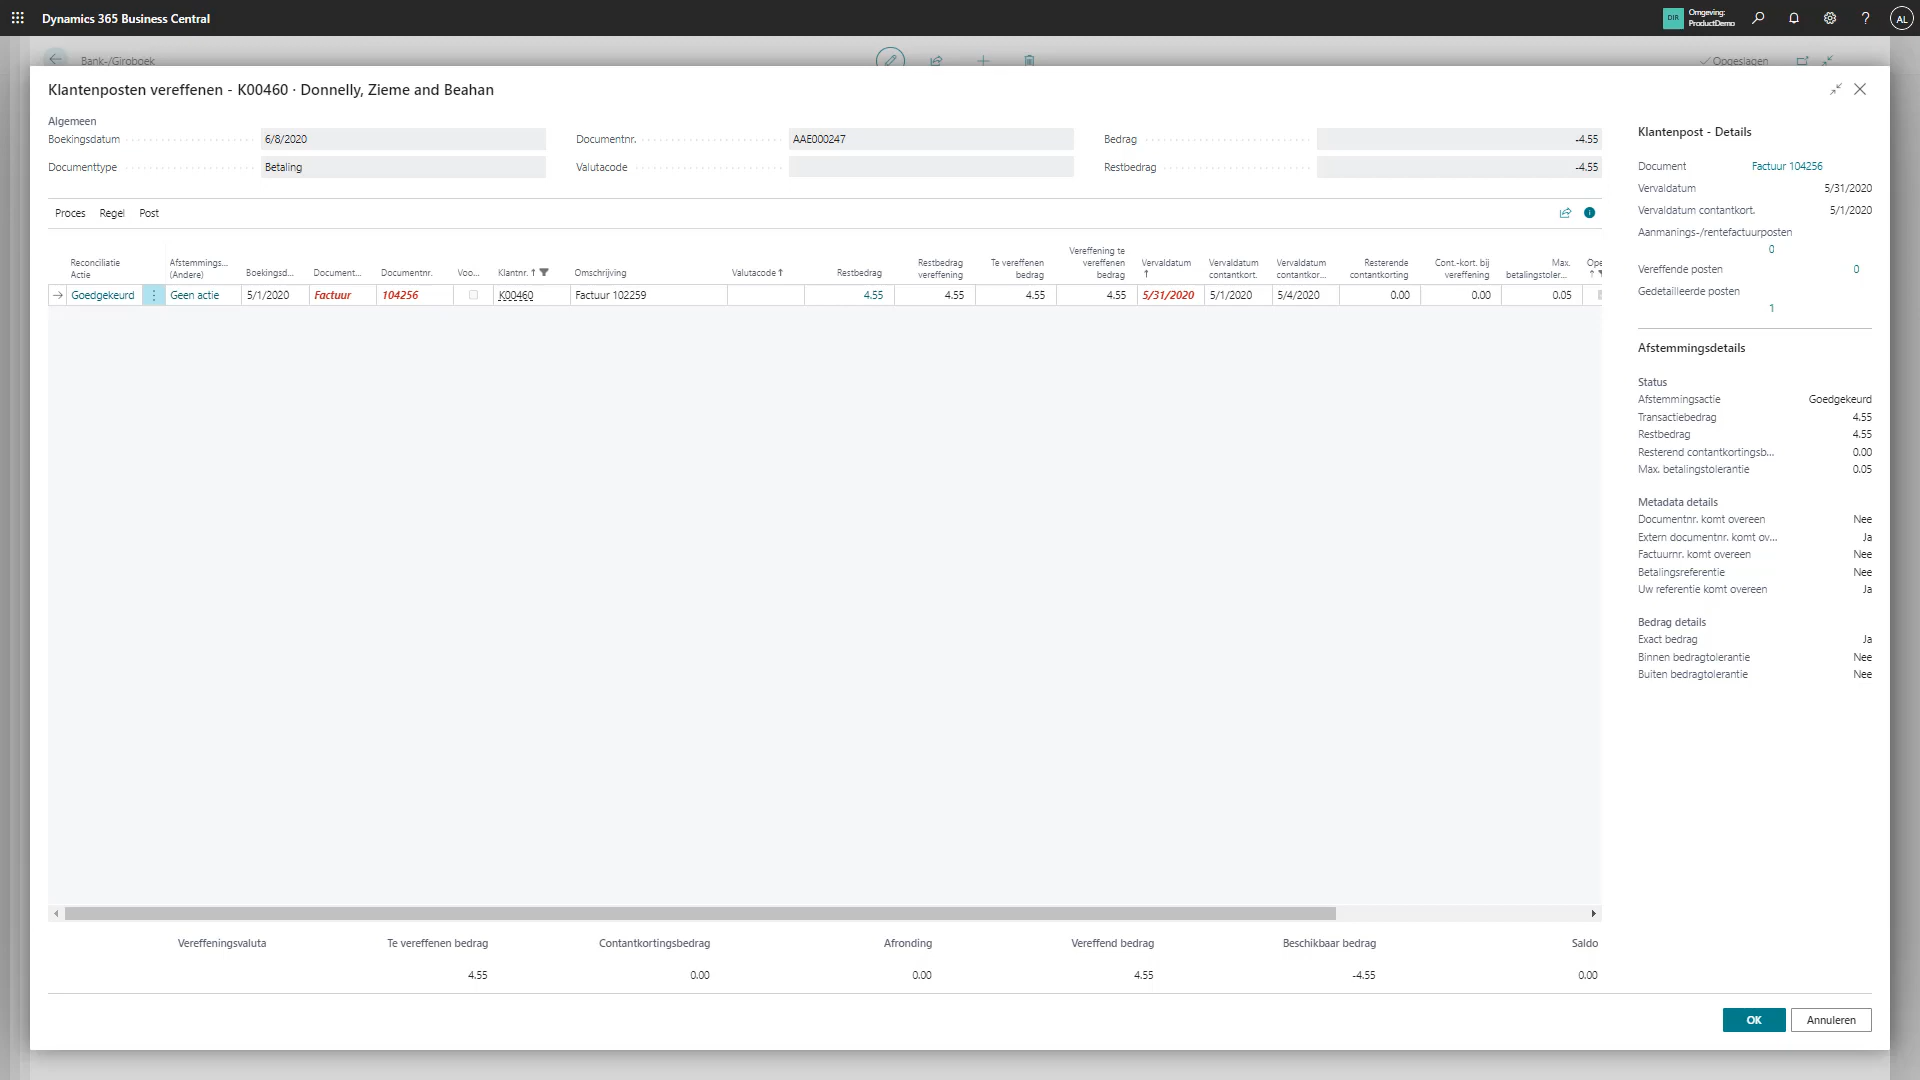 Dynamics 365 Business Central
DIR
Omgeving:
ProductDemo
AL
Bank-/Giroboek
Opgeslagen
Klantenposten vereffenen - K00460 · Donnelly, Zieme and Beahan
Algemeen
Boekingsdatum 6/8/2020 Documentnr. AAE000247 Bedrag -4.55
Documenttype Betaling Valutacode Restbedrag -4.55
Proces Regel Post
Reconciliatie Actie Afstemmings... (Andere) Boekingsd... Document... Documentnr. Voo... Klantnr. ↑ Omschrijving Valutacode ↑ Restbedrag Restbedrag vereffening Te vereffenen bedrag Vereffening te vereffenen bedrag Vervaldatum ↑ Vervaldatum contantkort. Vervaldatum contantkor... Resterende contantkorting Cont.-kort. bij vereffening Max. betalingstoler... Ope ↑
→ Goedgekeurd Geen actie 5/1/2020 Factuur 104256 K00460 Factuur 102259 4.55 4.55 4.55 4.55 5/31/2020 5/1/2020 5/4/2020 0.00 0.00 0.05
Vereffeningsvaluta Te vereffenen bedrag Contantkortingsbedrag Afronding Vereffend bedrag Beschikbaar bedrag Saldo
4.55 0.00 0.00 4.55 -4.55 0.00
Klantenpost - Details
Document Factuur 104256
Vervaldatum 5/31/2020
Vervaldatum contantkort. 5/1/2020
Aanmanings-/rentefactuurposten
0
Vereffende posten 0
Gedetailleerde posten
1
Afstemmingsdetails
Status
Afstemmingsactie Goedgekeurd
Transactiebedrag 4.55
Restbedrag 4.55
Resterend contantkortingsb... 0.00
Max. betalingstolerantie 0.05
Metadata details
Documentnr. komt overeen Nee
Extern documentnr. komt ov... Ja
Factuurnr. komt overeen Nee
Betalingsreferentie Nee
Uw referentie komt overeen Ja
Bedrag details
Exact bedrag Ja
Binnen bedragtolerantie Nee
Buiten bedragtolerantie Nee
OK Annuleren